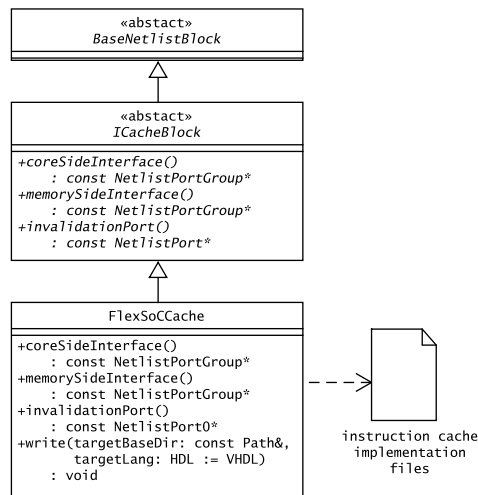 «abstact»
BaseNetlistBlock
«abstact»
ICacheBlock
+coreSideInterface()
: const NetlistPortGroup*
+memorySideInterface()
: const NetlistPortGroup*
+invalidationPort()
: const NetlistPort*
FlexSoCCache
+coreSideInterface()
: const NetlistPortGroup*
+memorySideInterface()
: const NetlistPortGroup*
+invalidationPort()
: const NetlistPort0*
+write(targetBaseDir: const Path&,
targetLang: HDL := VHDL)
: void
instruction cache
implementation
files